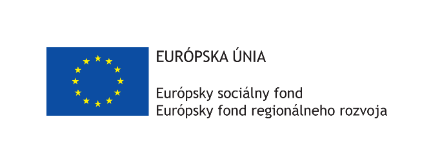 EURÓPSKA ÚNIA
Európsky sociálny fond
Európsky fond regionálneho rozvoja